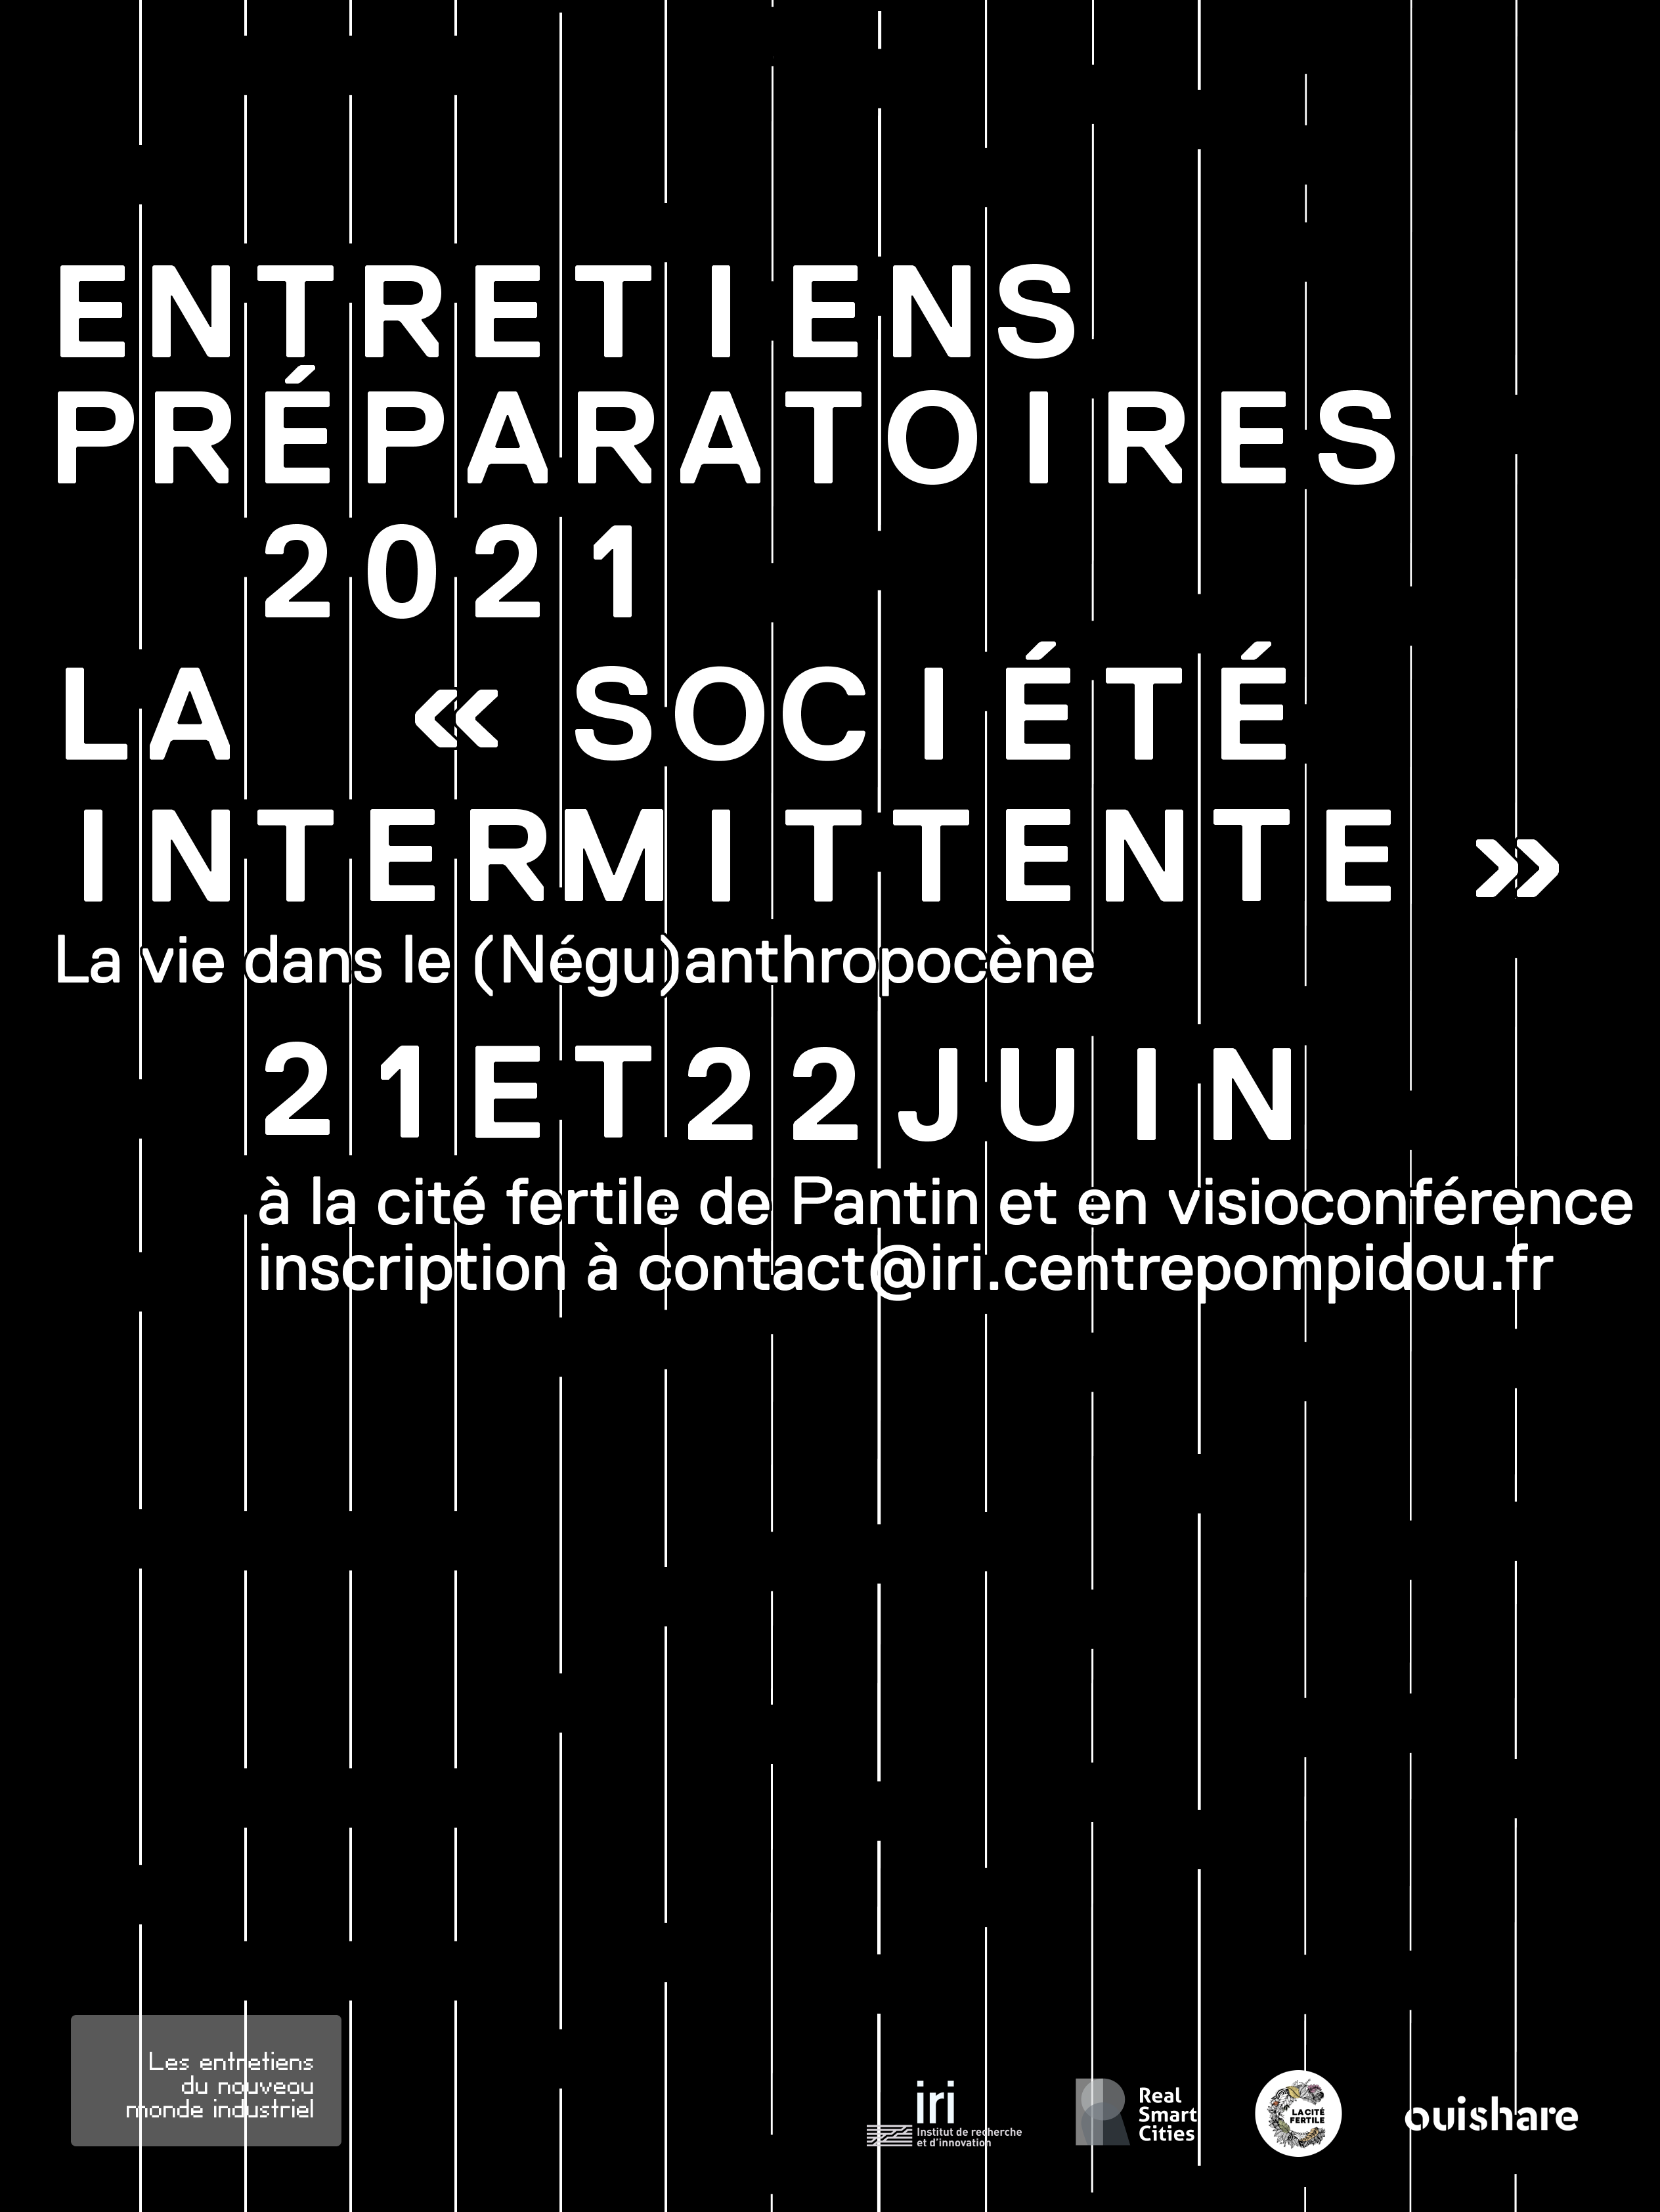 ENTRETIENS
PRÉPARATOIRES
2021
LA « SOCIÉTÉ
INTERMITTENTE »
La vie dans le (Négu)anthropocène
21ET22JUIN
à la cité fertile de Pantin et en visioconférence
inscription à contact@iri.centrepompidou.fr
Les entretiens
du nouveau
monde industriel
iri
Institut de recherche
et d'innovation
Real
Smart
Cities
LA CITÉ
FERTILE
ouishare